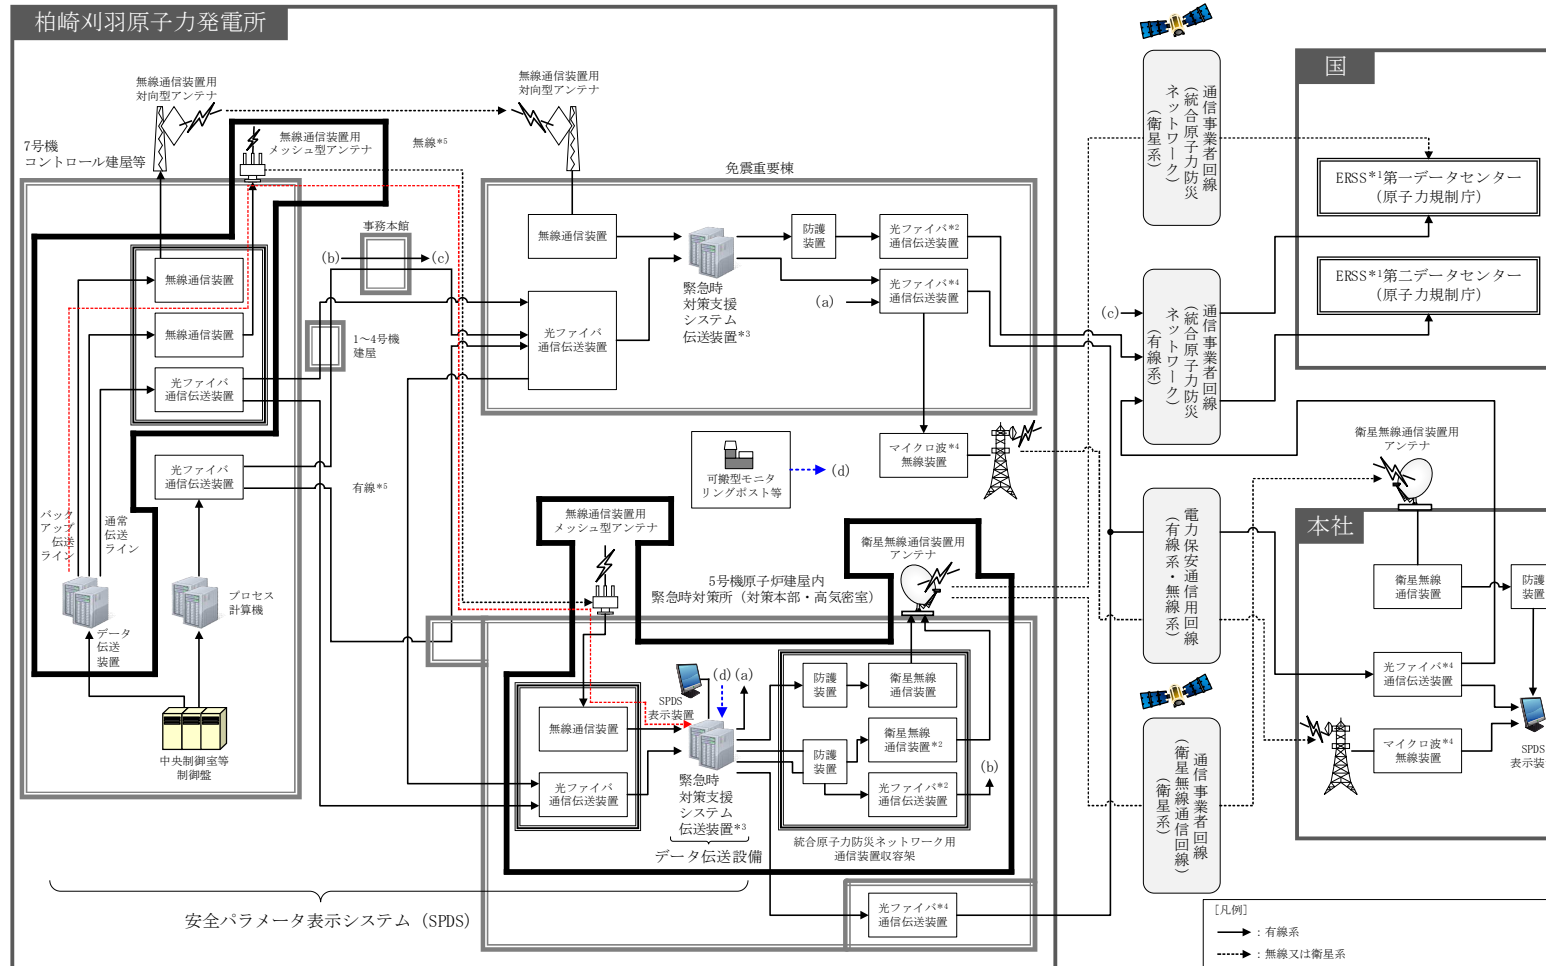 柏崎刈羽原子力発電所
無線通信装置用
対向型アンテナ
無線通信装置用
対向型アンテナ
7号機
コントロール建屋等
無線通信装置用
メッシュ型アンテナ
無線*5
免震重要棟
事務本館
(b)
(c)
無線通信装置
無線通信装置
光ファイバ
通信伝送装置
1～4号機
建屋
無線通信装置
光ファイバ
通信伝送装置
緊急時
対策支援
システム
伝送装置*3
防護
装置
光ファイバ*2
通信伝送装置
光ファイバ*4
通信伝送装置
(a)
マイクロ波*4
無線装置
可搬型モニタ
リングポスト等
(d)
光ファイバ
通信伝送装置
有線*5
バック
アップ
伝送
ライン
通常
伝送
ライン
データ
伝送
装置
プロセス
計算機
中央制御室等
制御盤
無線通信装置用
メッシュ型アンテナ
衛星無線通信装置用
アンテナ
5号機原子炉建屋内
緊急時対策所（対策本部・高気密室）
無線通信装置
光ファイバ
通信伝送装置
SPDS
表示装置
(d)
(a)
緊急時
対策支援
システム
伝送装置*3
データ伝送設備
防護
装置
衛星無線
通信装置
防護
装置
衛星無線
通信装置*2
光ファイバ*2
通信伝送装置
(b)
統合原子力防災ネットワーク用
通信装置収容架
光ファイバ*4
通信伝送装置
安全パラメータ表示システム（SPDS）
通信事業者回線
(統合原子力防災
ネットワーク)
(衛星系)
(c)
通信事業者回線
(統合原子力防災
ネットワーク)
(有線系)
電力保安通信用回線
(有線系・無線系)
通信事業者回線
(衛星無線通信回線)
(衛星系)
国
ERSS*1第一データセンター
(原子力規制庁)
ERSS*1第二データセンター
(原子力規制庁)
衛星無線通信装置用
アンテナ
本社
衛星無線
通信装置
防護
装置
光ファイバ*4
通信伝送装置
マイクロ波*4
無線装置
SPDS
表示装
[凡例]
：有線系
：無線又は衛星系